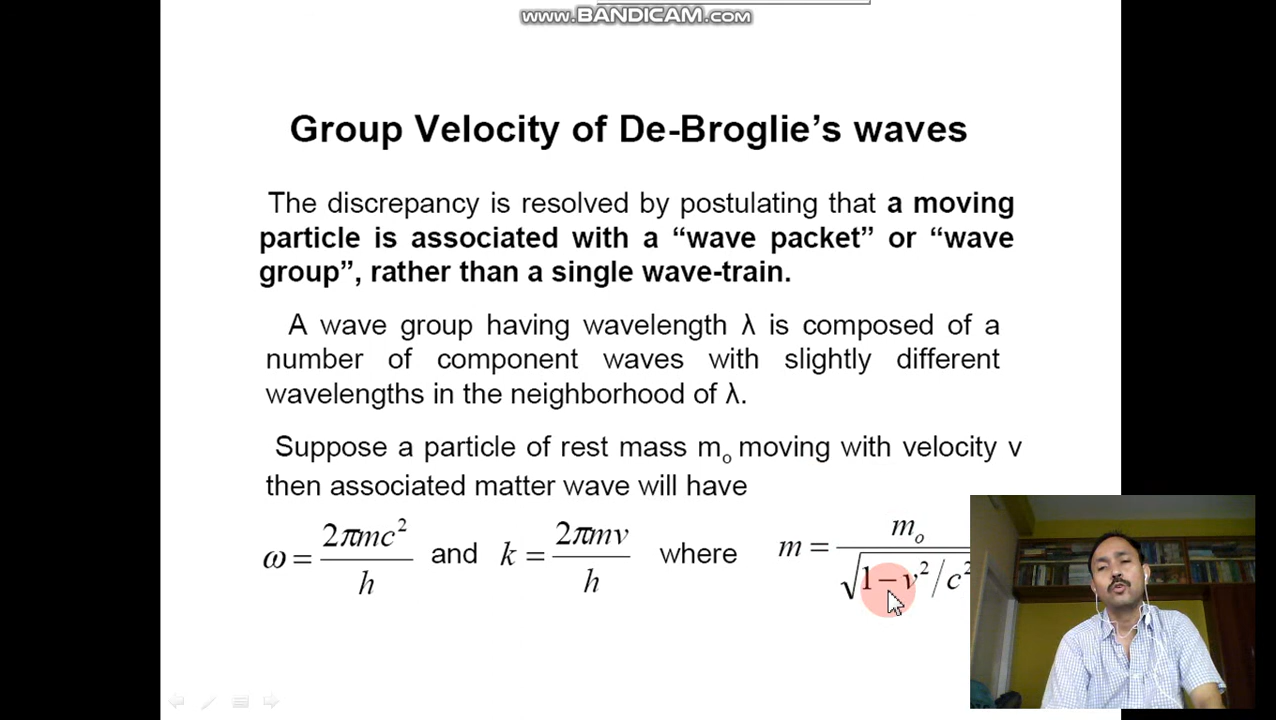 www.BANDICAM.com
Group Velocity of De-Broglie’s waves
The discrepancy is resolved by postulating that a moving
particle is associated with a “wave packet” or “wave
group”, rather than a single wave-train.
A wave group having wavelength λ is composed of a
number of component waves with slightly different
wavelengths in the neighborhood of λ.
Suppose a particle of rest mass mₒ moving with velocity v
then associated matter wave will have
ω = 2πmc²/h and k = 2πmv/h where m = mₒ/√1−v²/c²